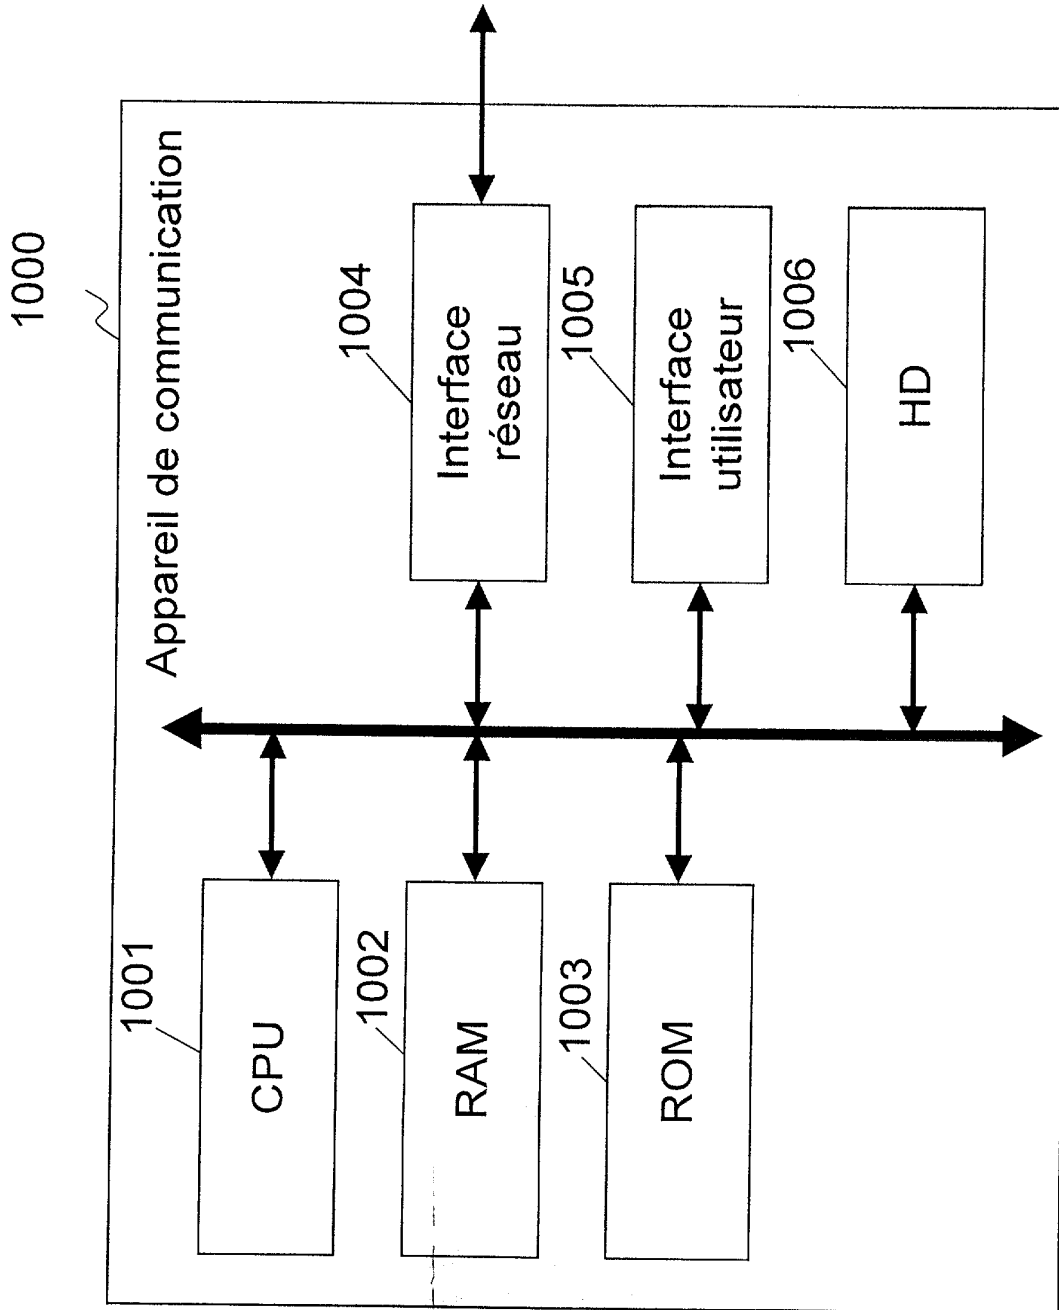 1000
Appareil de communication
1001
CPU
1002
RAM
1003
ROM
1004
Interface
réseau
1005
Interface
utilisateur
1006
HD